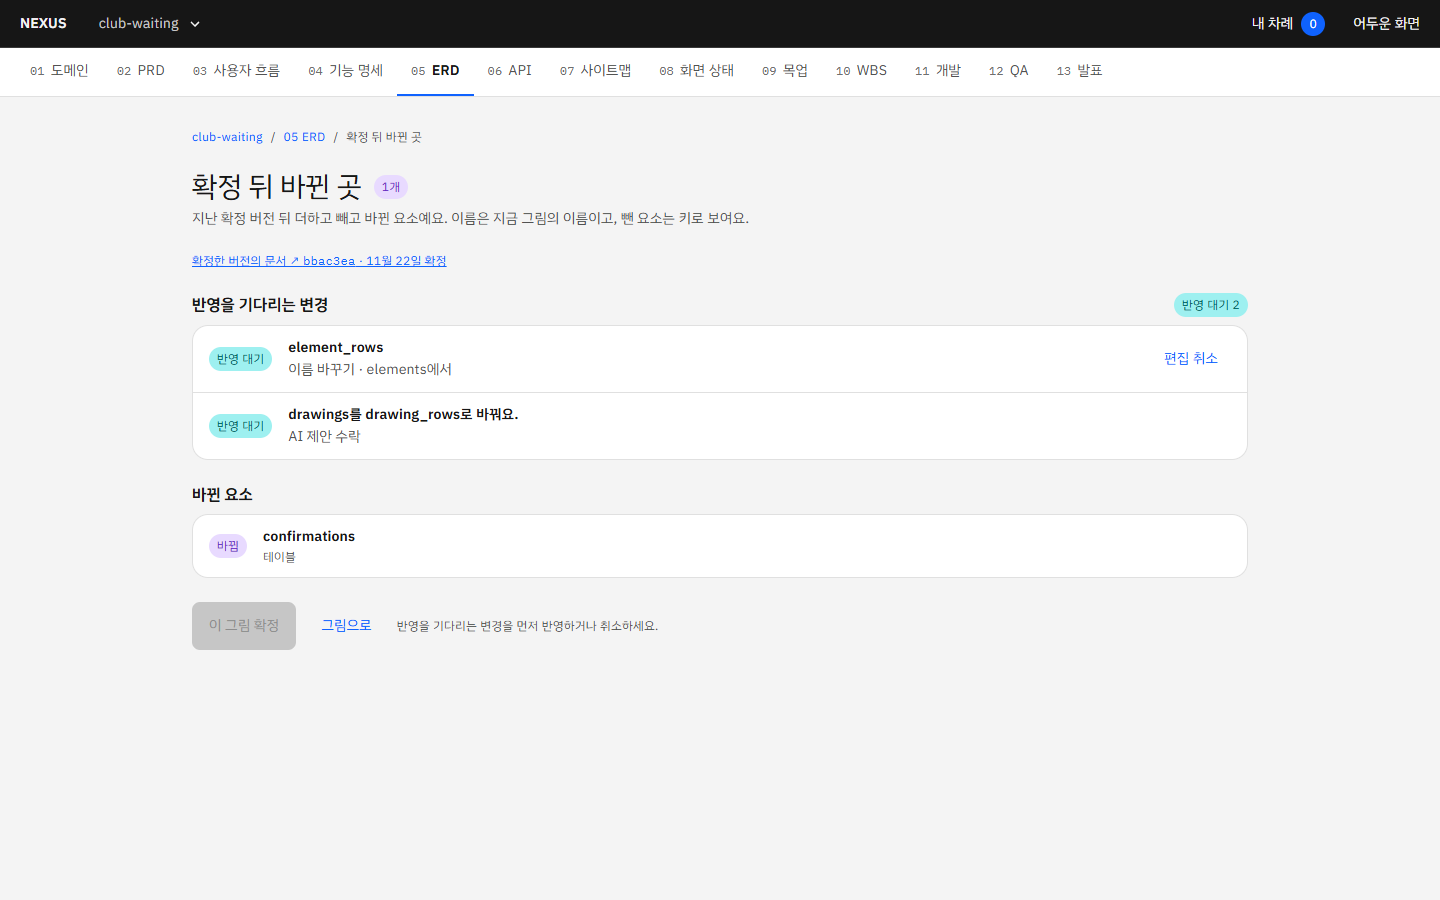 NEXUS club-waiting 내 차례 0 어두운 화면
01 도메인 02 PRD 03 사용자 흐름 04 기능 명세 05 ERD 06 API 07 사이트맵 08 화면 상태 09 목업 10 WBS 11 개발 12 QA 13 발표
club-waiting / 05 ERD / 확정 뒤 바뀐 곳
확정 뒤 바뀐 곳 1개
지난 확정 버전 뒤 더하고 빼고 바뀐 요소예요. 이름은 지금 그림의 이름이고, 뺀 요소는 키로 보여요.
확정한 버전의 문서 ↗ bbac3ea · 11월 22일 확정
반영을 기다리는 변경 반영 대기 2
반영 대기 element_rows 편집 취소
이름 바꾸기 · elements에서
반영 대기 drawings를 drawing_rows로 바꿔요.
AI 제안 수락
바뀐 요소
바뀜 confirmations
테이블
이 그림 확정 그림으로 반영을 기다리는 변경을 먼저 반영하거나 취소하세요.